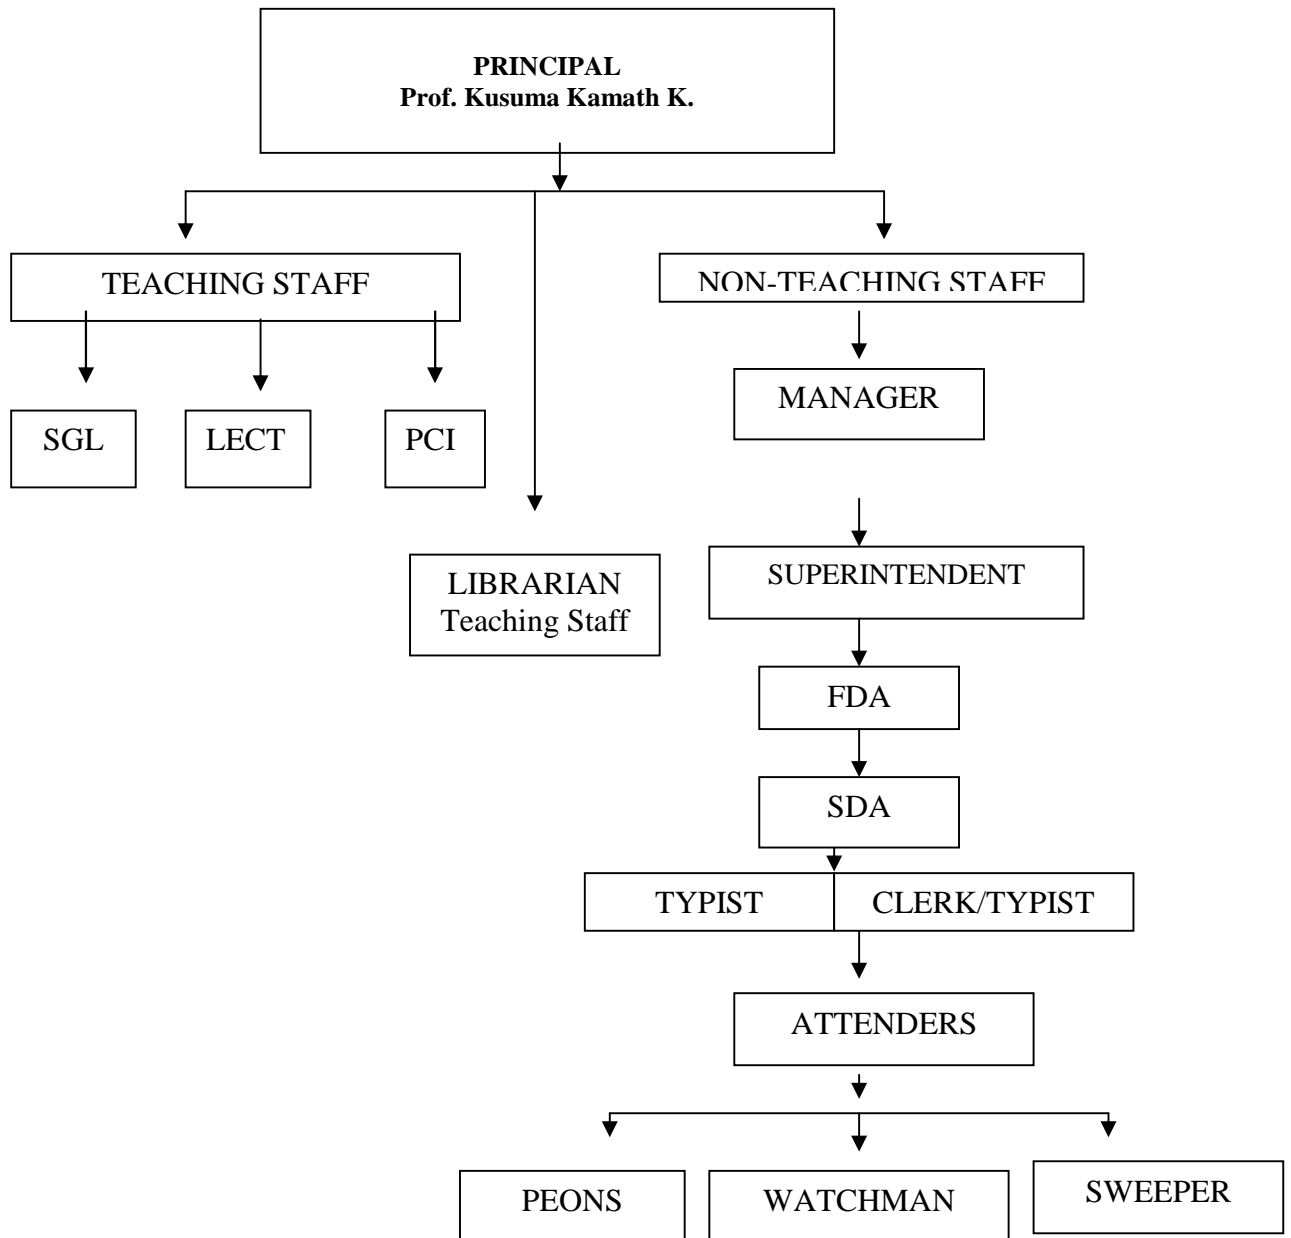 PRINCIPAL
Prof. Kusuma Kamath K.
TEACHING STAFF
NON-TEACHING STAFF
MANAGER
SGL
LECT
PCI
LIBRARIAN
Teaching Staff
SUPERINTENDENT
FDA
SDA
TYPIST
CLERK/TYPIST
ATTENDERS
PEONS
WATCHMAN
SWEEPER